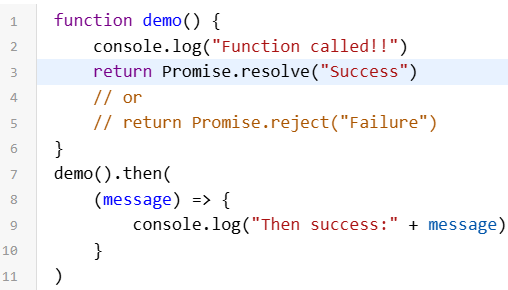 1 function demo() {
2     console.log("Function called!!")
3     return Promise.resolve("Success")
4     // or
5     // return Promise.reject("Failure")
6 }
7 demo().then(
8     (message) => {
9         console.log("Then success:" + message)
10     }
11 )